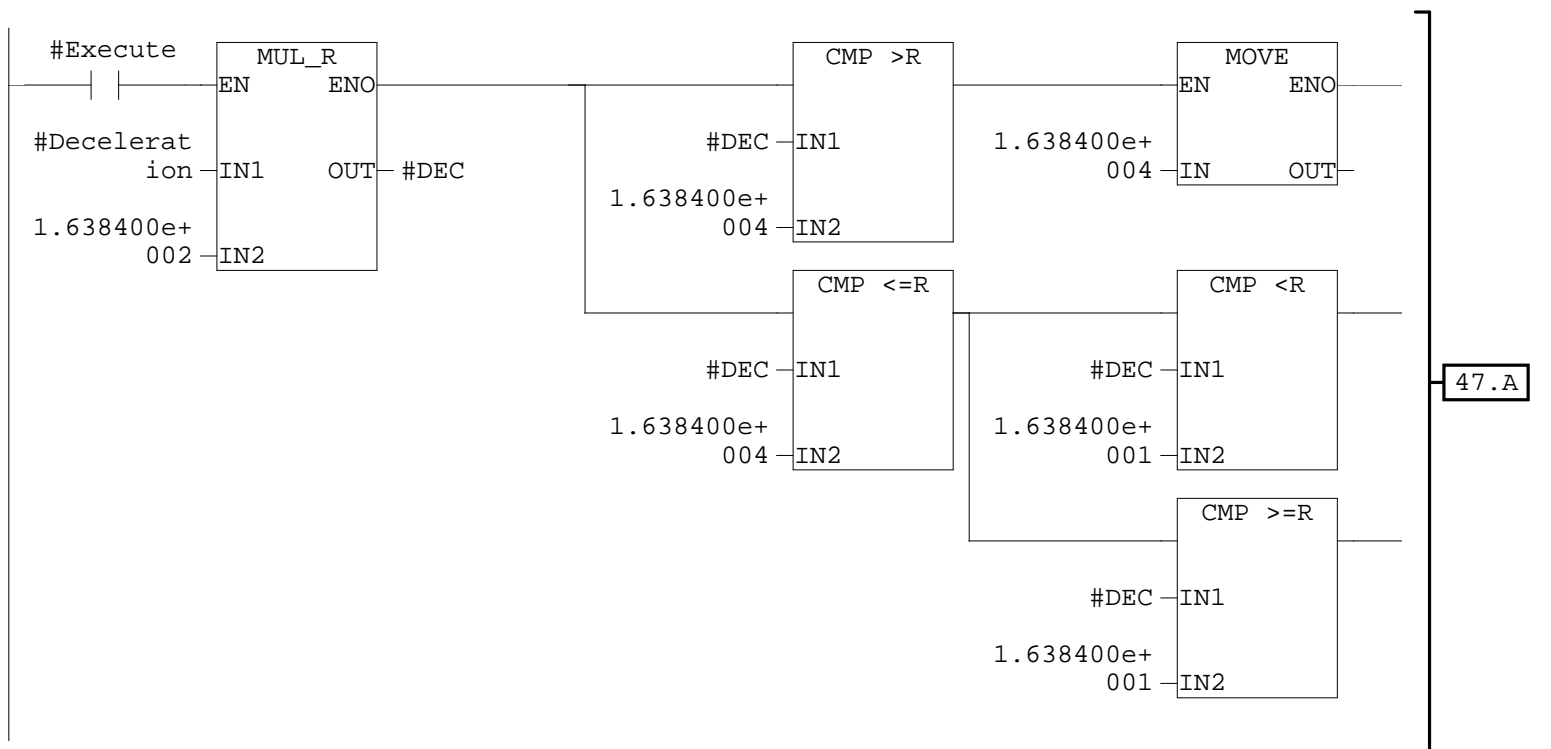 #Execute
MUL_R
EN ENO
#Decelerat
ion IN1 OUT #DEC
1.638400e+
002 IN2
CMP >R
#DEC IN1
1.638400e+
004 IN2
MOVE
EN ENO
1.638400e+
004 IN OUT
CMP <=R
#DEC IN1
1.638400e+
004 IN2
CMP <R
#DEC IN1
1.638400e+
001 IN2
CMP >=R
#DEC IN1
1.638400e+
001 IN2
47.A